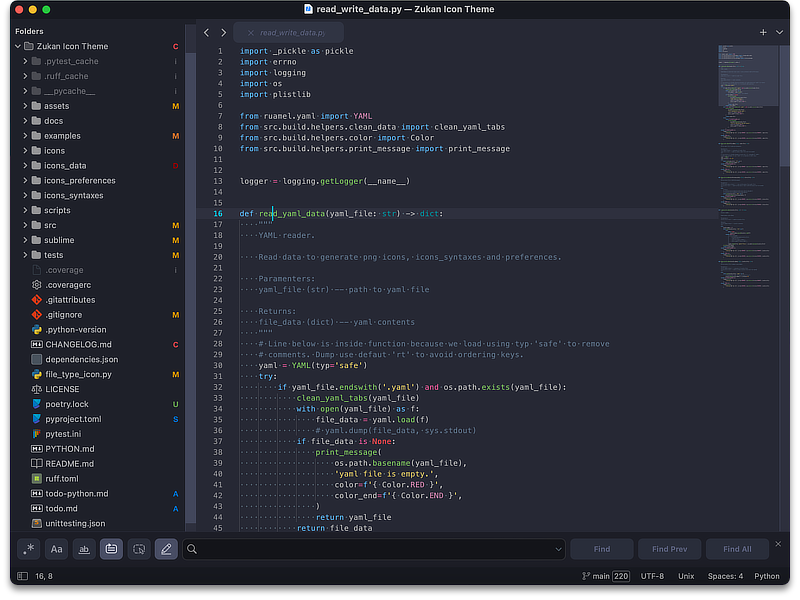 read_write_data.py — Zukan Icon Theme
Folders
Zukan Icon Theme C
.pytest_cache i
.ruff_cache i
__pycache__ i
assets M
docs
examples M
icons
icons_data S
icons_preferences
icons_syntaxes
scripts
src M
sublime M
tests M
.coverage i
.coveragerc
.gitattributes
.gitignore M
.python-version
CHANGELOG.md C
dependencies.json
file_type_icon.py M
LICENSE
poetry.lock U
pyproject.toml S
pytest.ini
PYTHON.md
README.md
ruff.toml
todo-python.md A
todo.md A
unittesting.json
read_write_data.py
1 import _pickle as pickle
2 import errno
3 import logging
4 import os
5 import plistlib
6
7 from ruamel.yaml import YAML
8 from src.build.helpers.clean_data import clean_yaml_tabs
9 from src.build.helpers.color import Color
10 from src.build.helpers.print_message import print_message
11
12
13 logger = logging.getLogger(__name__)
14
15
16 def read_yaml_data(yaml_file: str) -> dict:
17 """
18 YAML reader.
19
20 Read data to generate png icons, icons_syntaxes and preferences.
21
22 Paramenters:
23 yaml_file (str) -- path to yaml file
24
25 Returns:
26 file_data (dict) -- yaml contents
27 """
28 # Line below is inside function because we load using typ 'safe' to remove
29 # comments. Dump use defaut 'rt' to avoid ordering keys.
30 yaml = YAML(typ='safe')
31 try:
32 if yaml_file.endswith('.yaml') and os.path.exists(yaml_file):
33 clean_yaml_tabs(yaml_file)
34 with open(yaml_file) as f:
35 file_data = yaml.load(f)
36 # yaml.dump(file_data, sys.stdout)
37 if file_data is None:
38 print_message(
39 os.path.basename(yaml_file),
40 'yaml file is empty.',
41 color=f'{ Color.RED }',
42 color_end=f'{ Color.END }',
43 )
44 return yaml_file
45 return file_data
.* Aa ab Find Find Prev Find All
16, 8 main 220 UTF-8 Unix Spaces: 4 Python